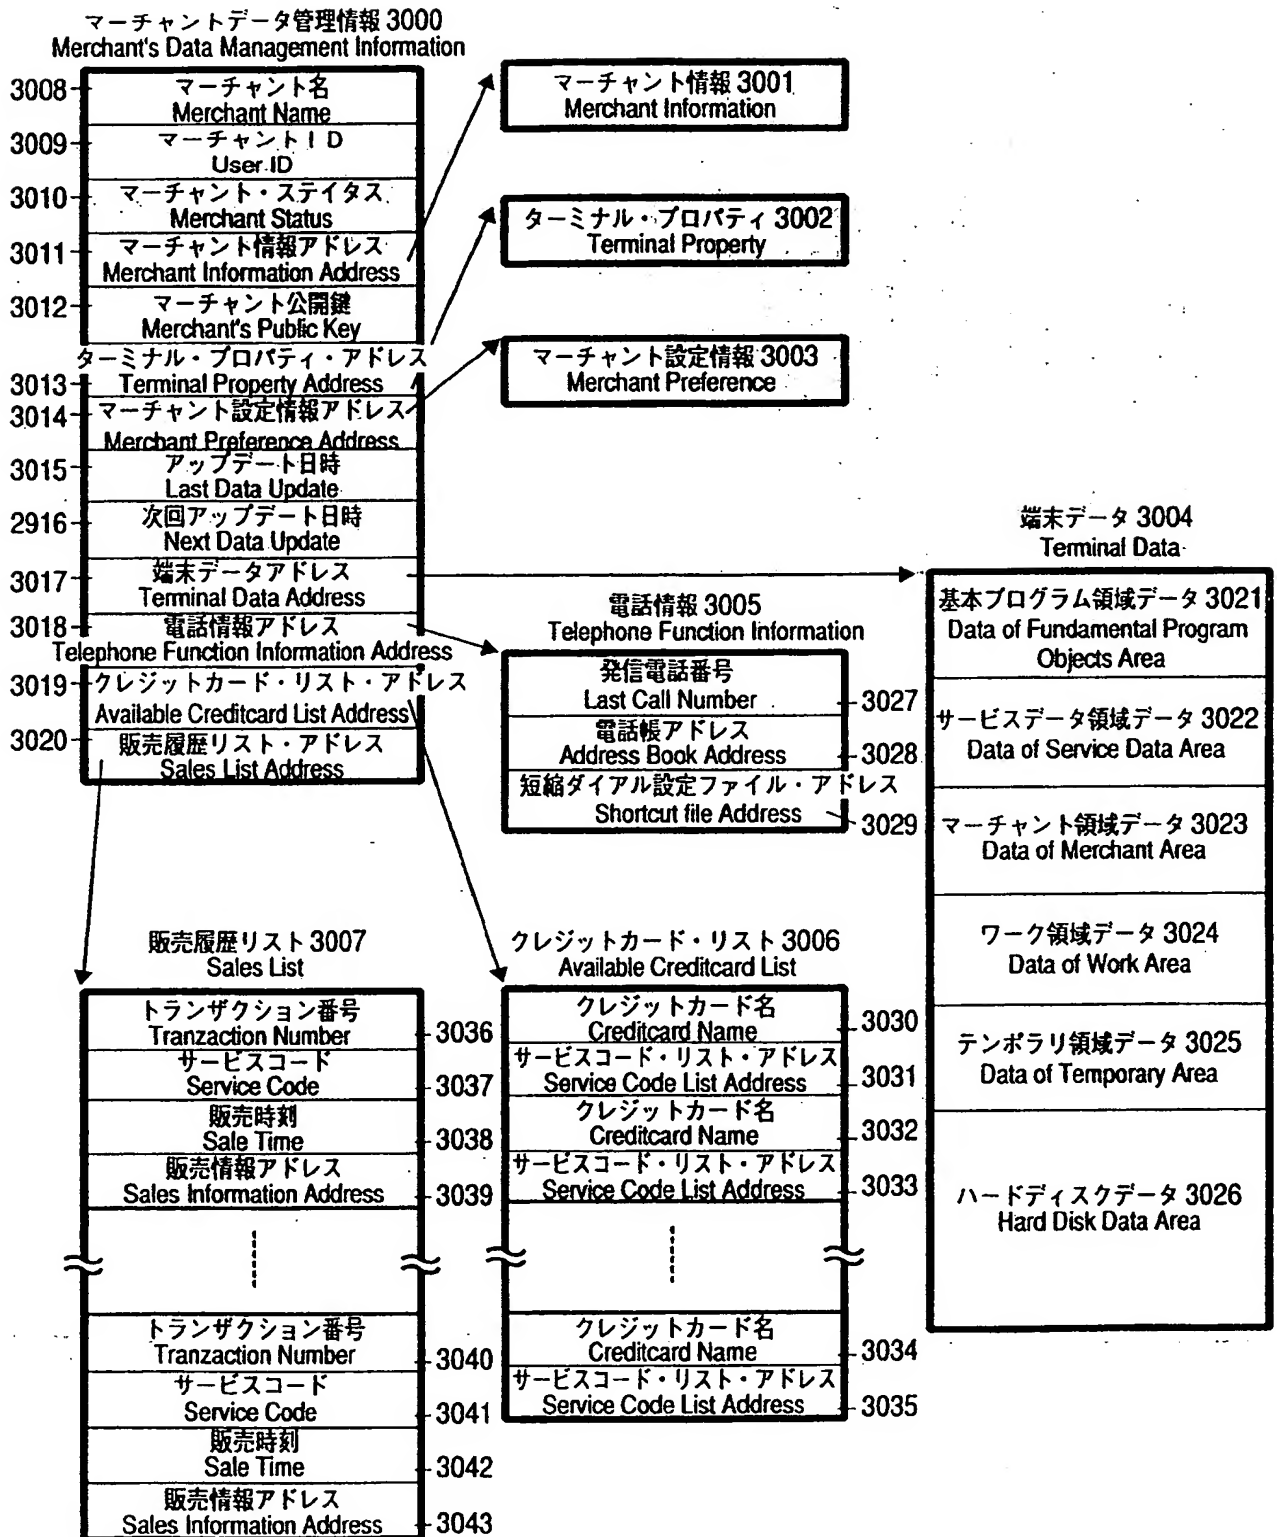 マーチャントデータ管理情報 3000
Merchant's Data Management Information
3008
マーチャント名
Merchant Name
3009
マーチャントID
User ID
3010
マーチャント・ステイタス
Merchant Status
3011
マーチャント情報アドレス
Merchant Information Address
3012
マーチャント公開鍵
Merchant's Public Key
ターミナル・プロパティ・アドレス
3013
Terminal Property Address
3014
マーチャント設定情報アドレス
Merchant Preference Address
3015
アップデート日時
Last Data Update
2916
次回アップデート日時
Next Data Update
3017
端末データアドレス
Terminal Data Address
3018
電話情報アドレス
Telephone Function Information Address
3019
クレジットカード・リスト・アドレス
Available Creditcard List Address
3020
販売履歴リスト・アドレス
Sales List Address
マーチャント情報 3001
Merchant Information
ターミナル・プロパティ 3002
Terminal Property
マーチャント設定情報 3003
Merchant Preference
電話情報 3005
Telephone Function Information
発信電話番号
Last Call Number
3027
電話帳アドレス
Address Book Address
3028
短縮ダイアル設定ファイル・アドレス
Shortcut file Address
3029
端末データ 3004
Terminal Data
基本プログラム領域データ 3021
Data of Fundamental Program
Objects Area
サービスデータ領域データ 3022
Data of Service Data Area
マーチャント領域データ 3023
Data of Merchant Area
ワーク領域データ 3024
Data of Work Area
テンポラリ領域データ 3025
Data of Temporary Area
ハードディスクデータ 3026
Hard Disk Data Area
販売履歴リスト 3007
Sales List
トランザクション番号
Tranzaction Number
3036
サービスコード
Service Code
3037
販売時刻
Sale Time
3038
販売情報アドレス
Sales Information Address
3039
トランザクション番号
Tranzaction Number
3040
サービスコード
Service Code
3041
販売時刻
Sale Time
3042
販売情報アドレス
Sales Information Address
3043
クレジットカード・リスト 3006
Available Creditcard List
クレジットカード名
Creditcard Name
3030
サービスコード・リスト・アドレス
Service Code List Address
3031
クレジットカード名
Creditcard Name
3032
サービスコード・リスト・アドレス
Service Code List Address
3033
クレジットカード名
Creditcard Name
3034
サービスコード・リスト・アドレス
Service Code List Address
3035